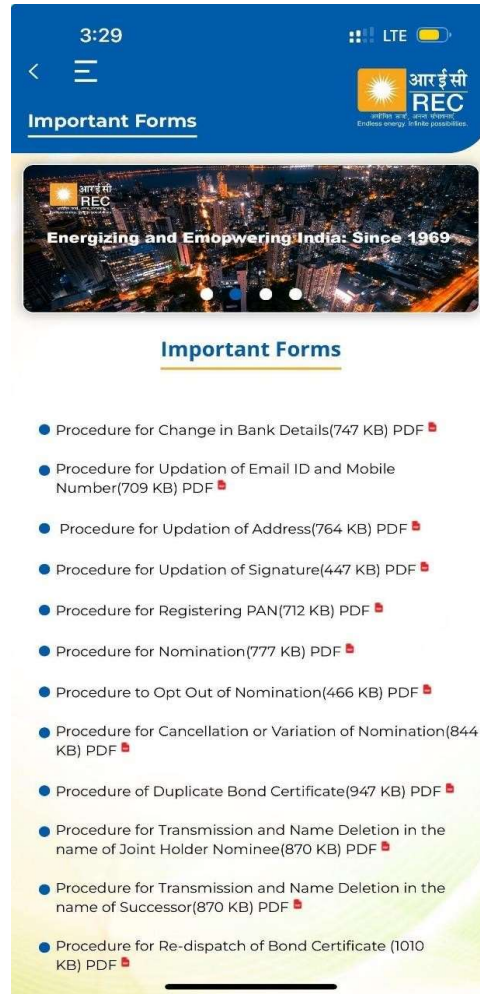 3:29
LTE
आर ई सी
REC
असीमित ऊर्जा, अनन्त संभावनाएं
Endless energy. Infinite possibilities.
Important Forms
आर ई सी
REC
Energizing and Emopwering India: Since 1969
Important Forms
Procedure for Change in Bank Details(747 KB) PDF
Procedure for Updation of Email ID and Mobile
Number(709 KB) PDF
Procedure for Updation of Address(764 KB) PDF
Procedure for Updation of Signature(447 KB) PDF
Procedure for Registering PAN(712 KB) PDF
Procedure for Nomination(777 KB) PDF
Procedure to Opt Out of Nomination(466 KB) PDF
Procedure for Cancellation or Variation of Nomination(844
KB) PDF
Procedure of Duplicate Bond Certificate(947 KB) PDF
Procedure for Transmission and Name Deletion in the
name of Joint Holder Nominee(870 KB) PDF
Procedure for Transmission and Name Deletion in the
name of Successor(870 KB) PDF
Procedure for Re-dispatch of Bond Certificate (1010
KB) PDF